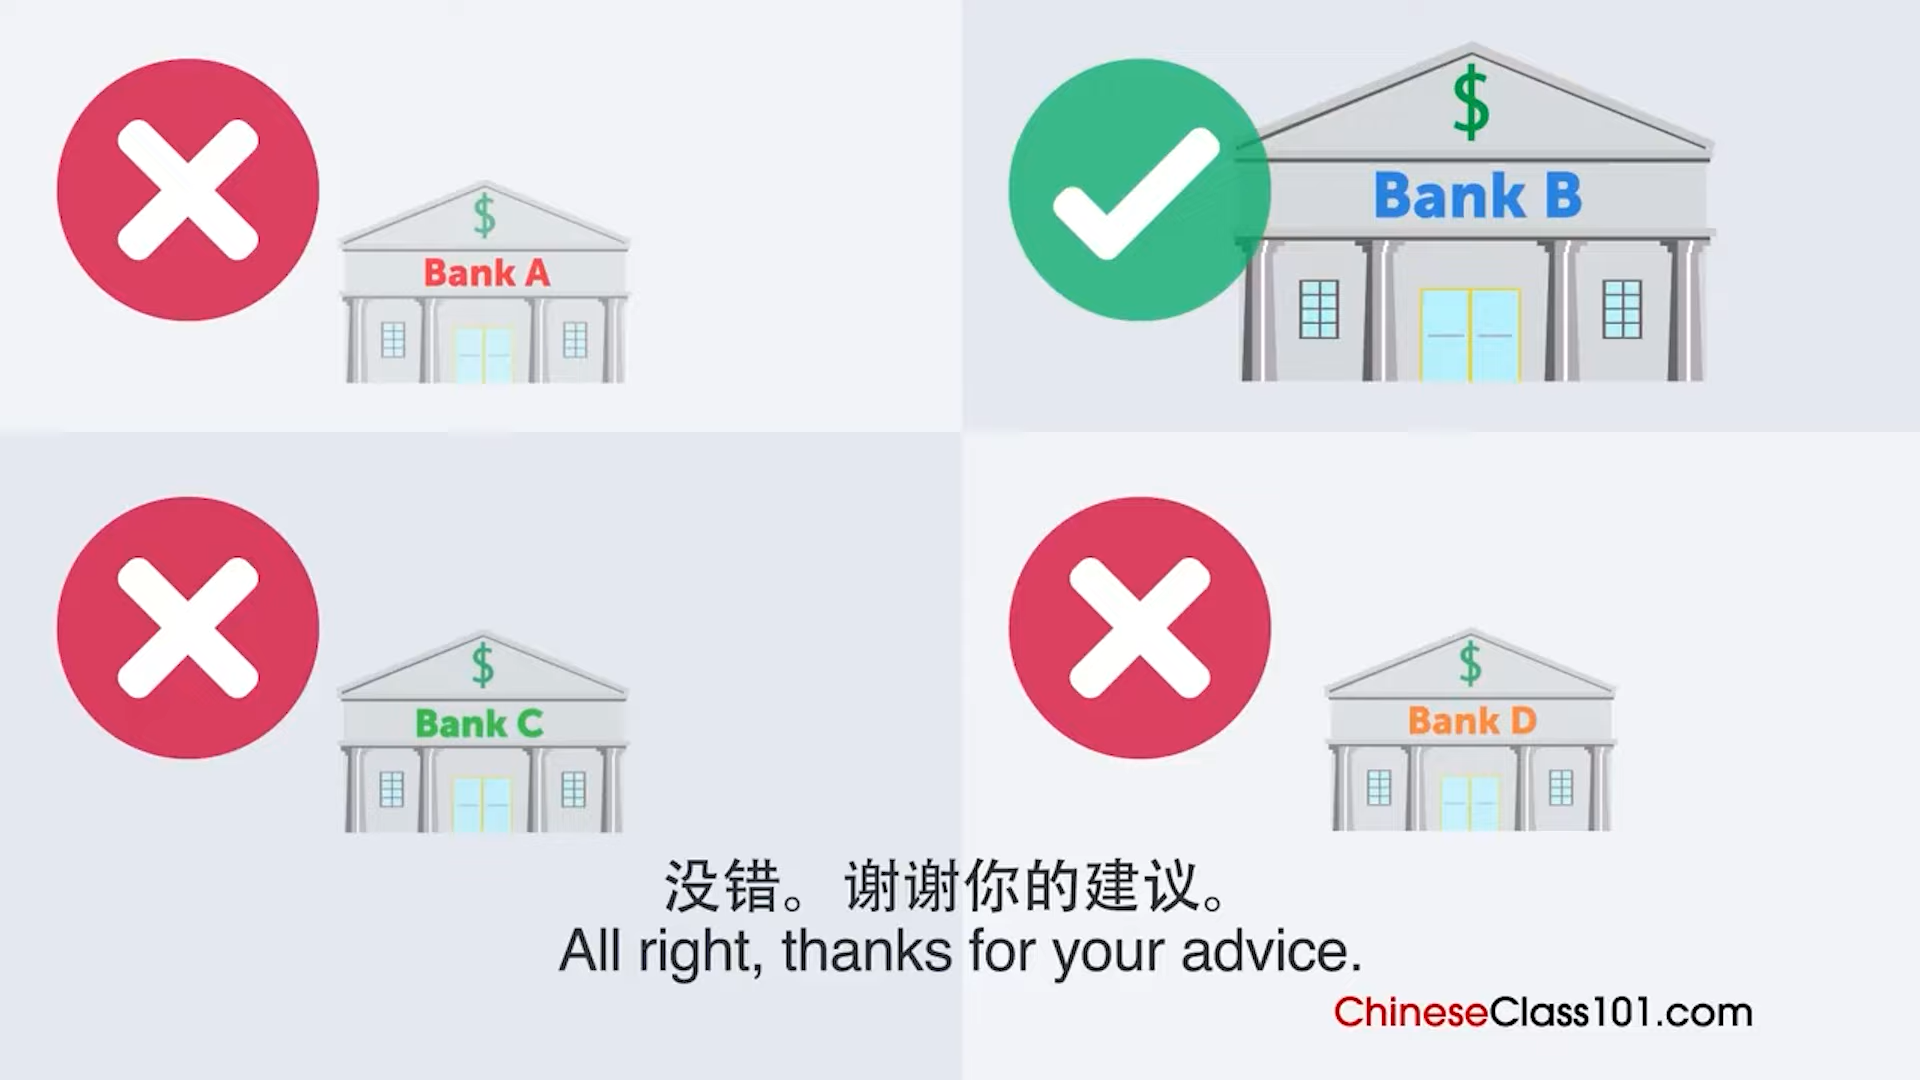 $
Bank A
$
Bank B
$
Bank C
$
Bank D
没错。谢谢你的建议。
All right, thanks for your advice.
ChineseClass101.com